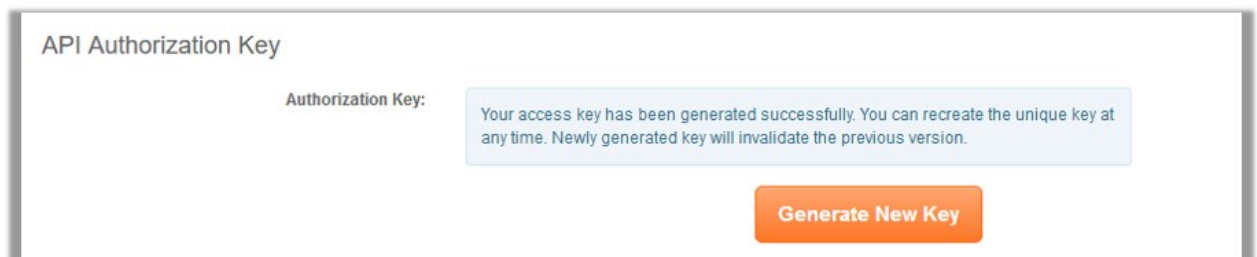 API Authorization Key
Authorization Key:
Your access key has been generated successfully. You can recreate the unique key at
any time. Newly generated key will invalidate the previous version.
Generate New Key